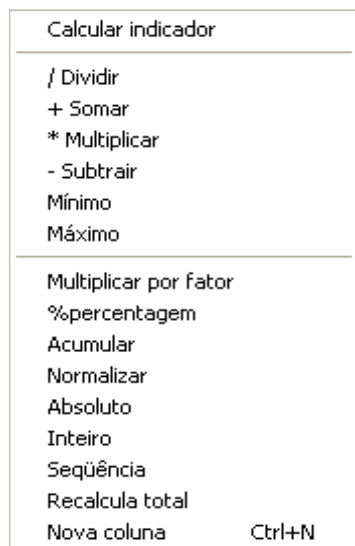 Calcular indicador
/ Dividir
+ Somar
* Multiplicar
- Subtrair
Mínimo
Máximo
Multiplicar por fator
%percentagem
Acumular
Normalizar
Absoluto
Inteiro
Seqüência
Recalcula total
Nova coluna Ctrl+N